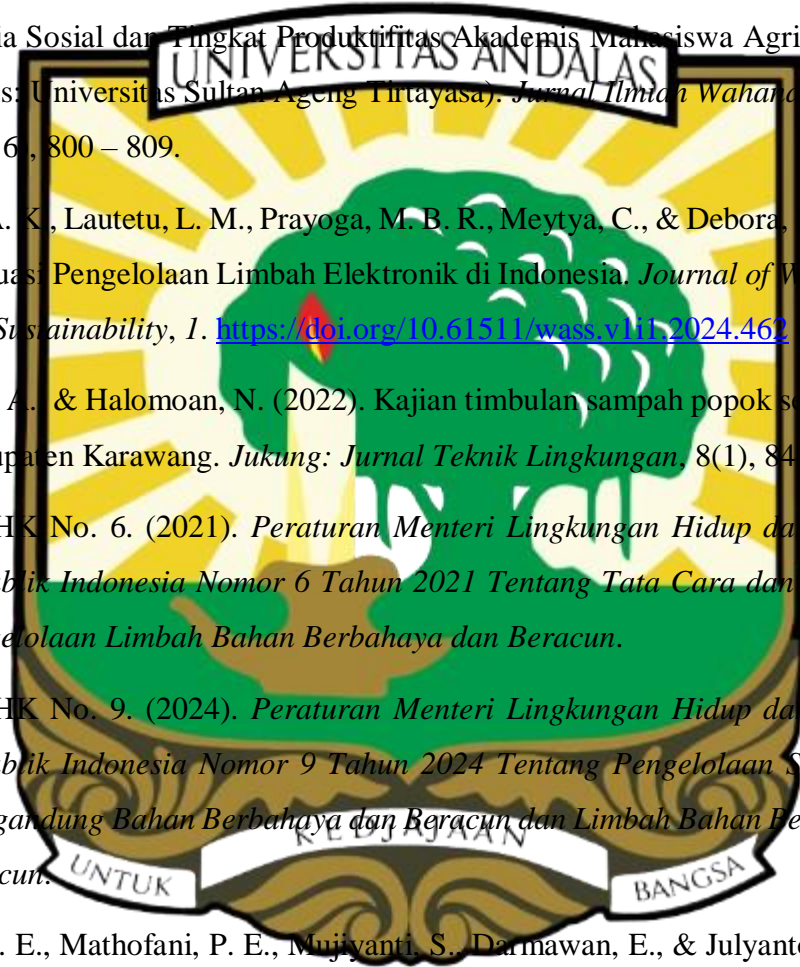 ia Sosial dan Tingkat Produktifitas Akademis Mahasiswa Agri
UNIVERSITAS ANDALAS
s: Universitas Sultan Ageng Tirtayasa). Jurnal Ilmiah Wahana
6, 800 – 809.
A. K., Lautetu, L. M., Prayoga, M. B. R., Meytya, C., & Debora,
uasi Pengelolaan Limbah Elektronik di Indonesia. Journal of W
Sustainability, 1. https://doi.org/10.61511/wass.v1i1.2024.462
A., & Halomoan, N. (2022). Kajian timbulan sampah popok se
upaten Karawang. Jukung: Jurnal Teknik Lingkungan, 8(1), 84
HK No. 6. (2021). Peraturan Menteri Lingkungan Hidup da
ublik Indonesia Nomor 6 Tahun 2021 Tentang Tata Cara dan
gelolaan Limbah Bahan Berbahaya dan Beracun.
HK No. 9. (2024). Peraturan Menteri Lingkungan Hidup da
ublik Indonesia Nomor 9 Tahun 2024 Tentang Pengelolaan S
gandung Bahan Berbahaya dan Beracun dan Limbah Bahan Be
KEDJAJAAN
cun.
UNTUK
BANGSA
. E., Mathofani, P. E., Mujiyanti, S., Darmawan, E., & Julyanto